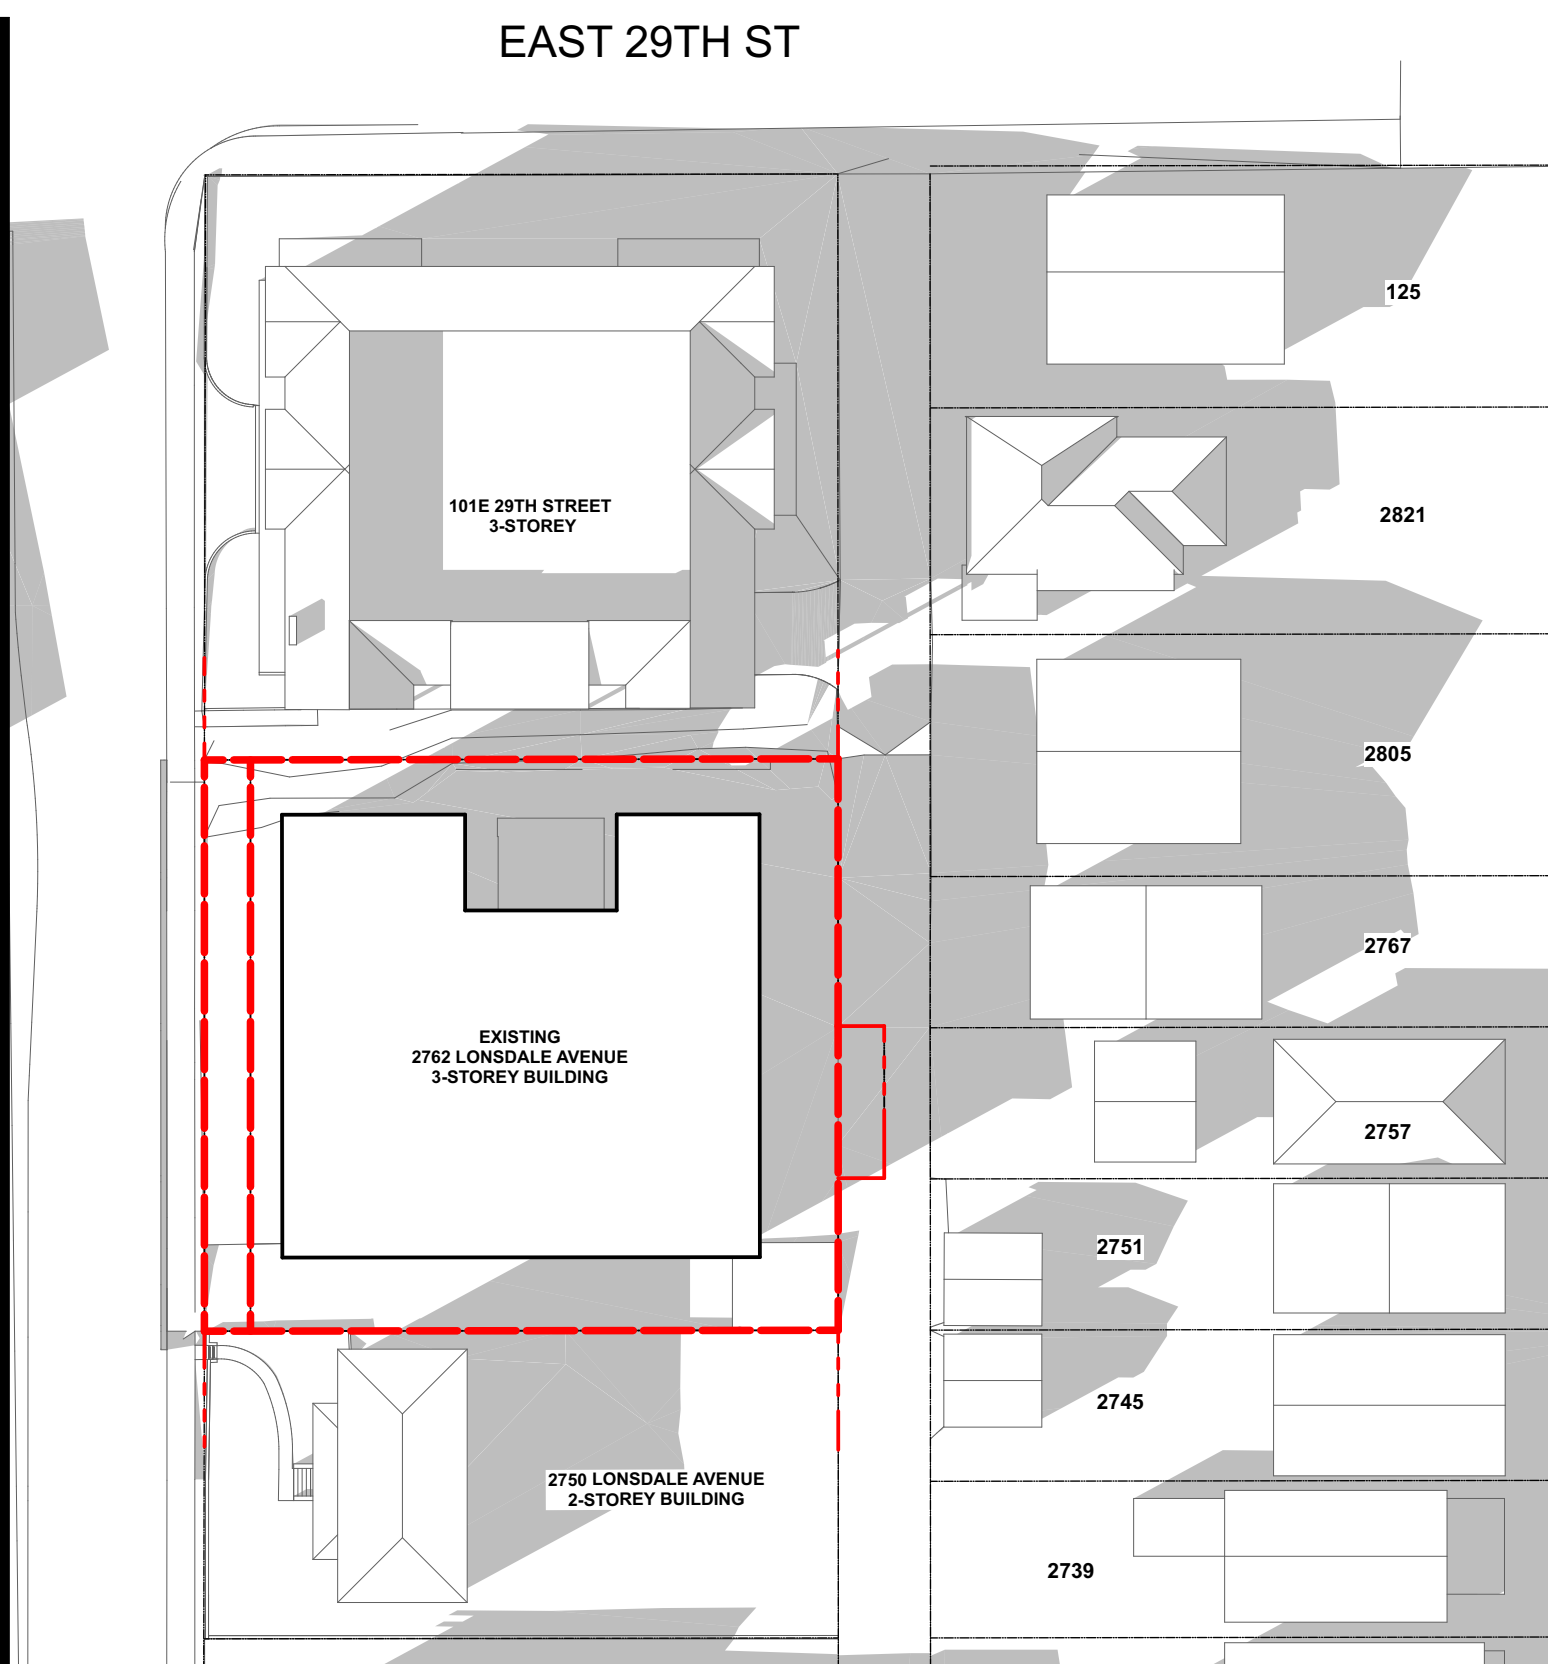 EAST 29TH ST
125
101E 29TH STREET
3-STOREY
2821
2805
2767
EXISTING
2762 LONSDALE AVENUE
3-STOREY BUILDING
2757
2751
2745
2750 LONSDALE AVENUE
2-STOREY BUILDING
2739